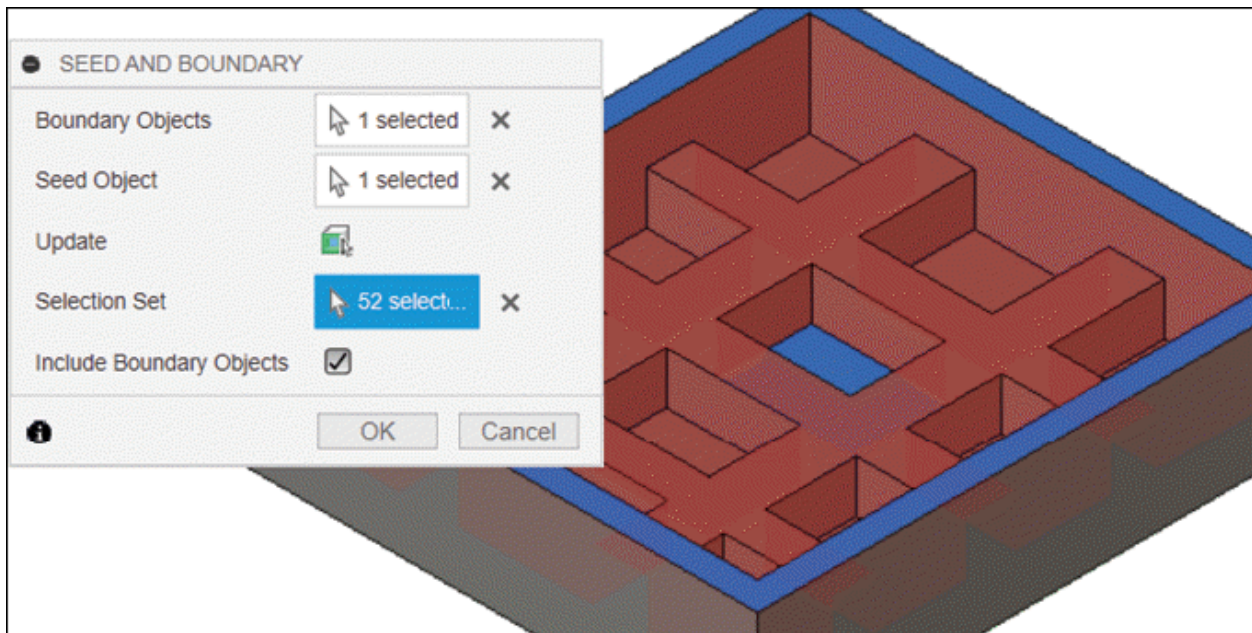 SEED AND BOUNDARY
Boundary Objects 1 selected
Seed Object 1 selected
Update
Selection Set 52 select...
Include Boundary Objects
OK Cancel